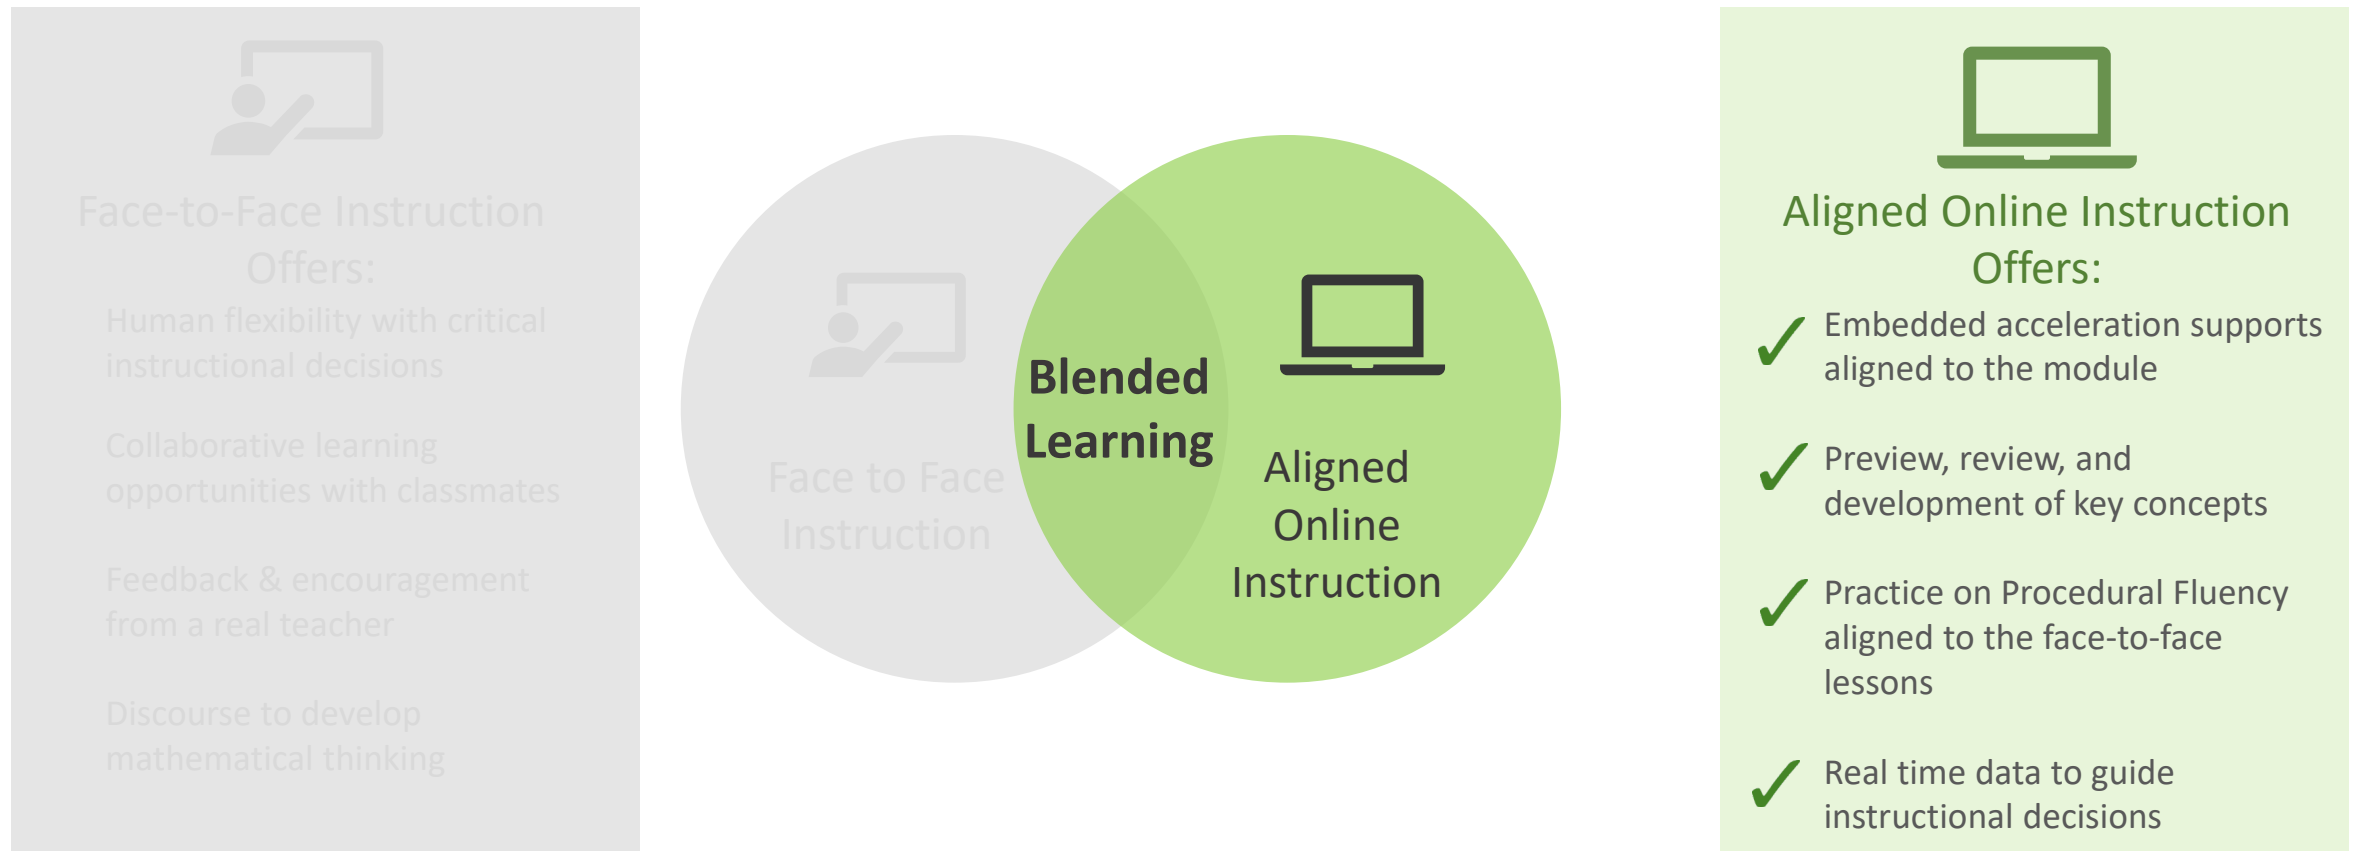 Face-to-Face Instruction
Offers:
Human flexibility with critical
instructional decisions
Collaborative learning
opportunities with classmates
Feedback & encouragement
from a real teacher
Discourse to develop
mathematical thinking
Face to Face
Instruction
Blended
Learning
Aligned
Online
Instruction
Aligned Online Instruction
Offers:
Embedded acceleration supports
aligned to the module
Preview, review, and
development of key concepts
Practice on Procedural Fluency
aligned to the face-to-face
lessons
Real time data to guide
instructional decisions